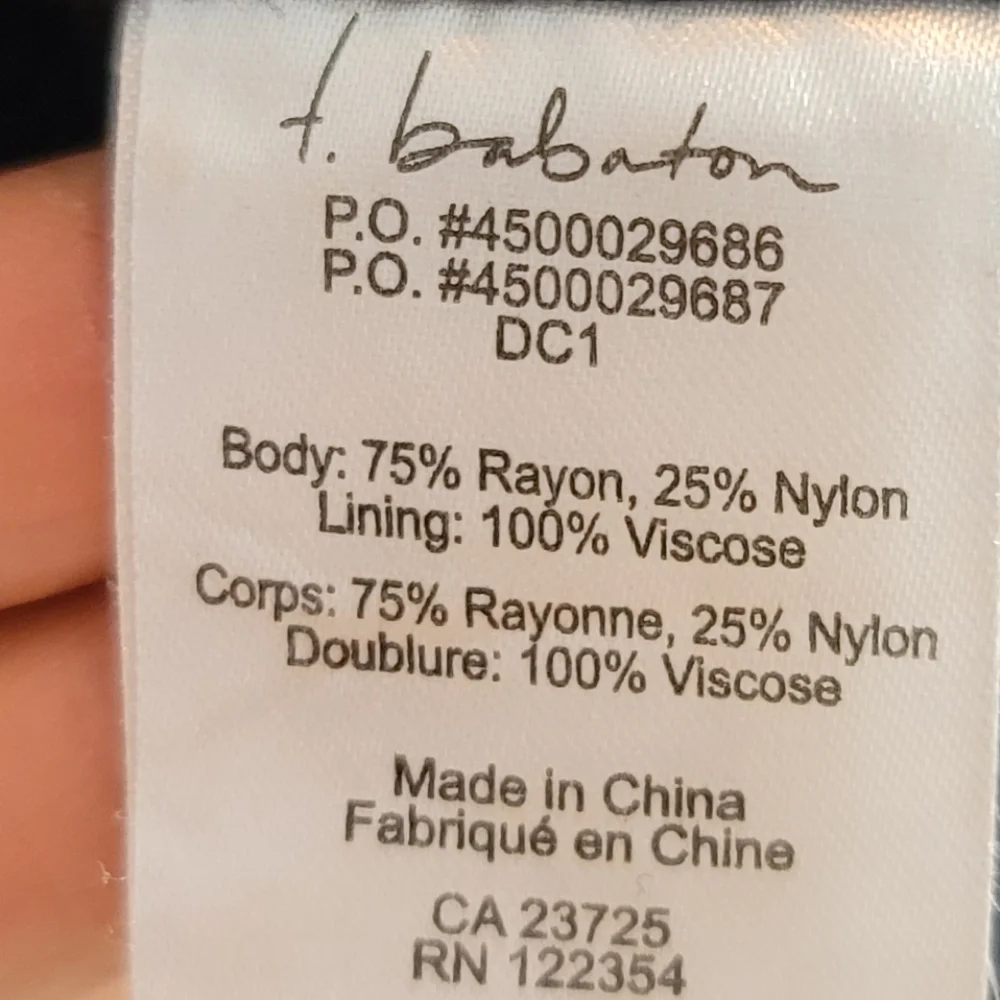 t. babaton
P.O. #4500029686
P.O. #4500029687
DC1
Body: 75% Rayon, 25% Nylon
Lining: 100% Viscose
Corps: 75% Rayonne, 25% Nylon
Doublure: 100% Viscose
Made in China
Fabriqué en Chine
CA 23725
RN 122354